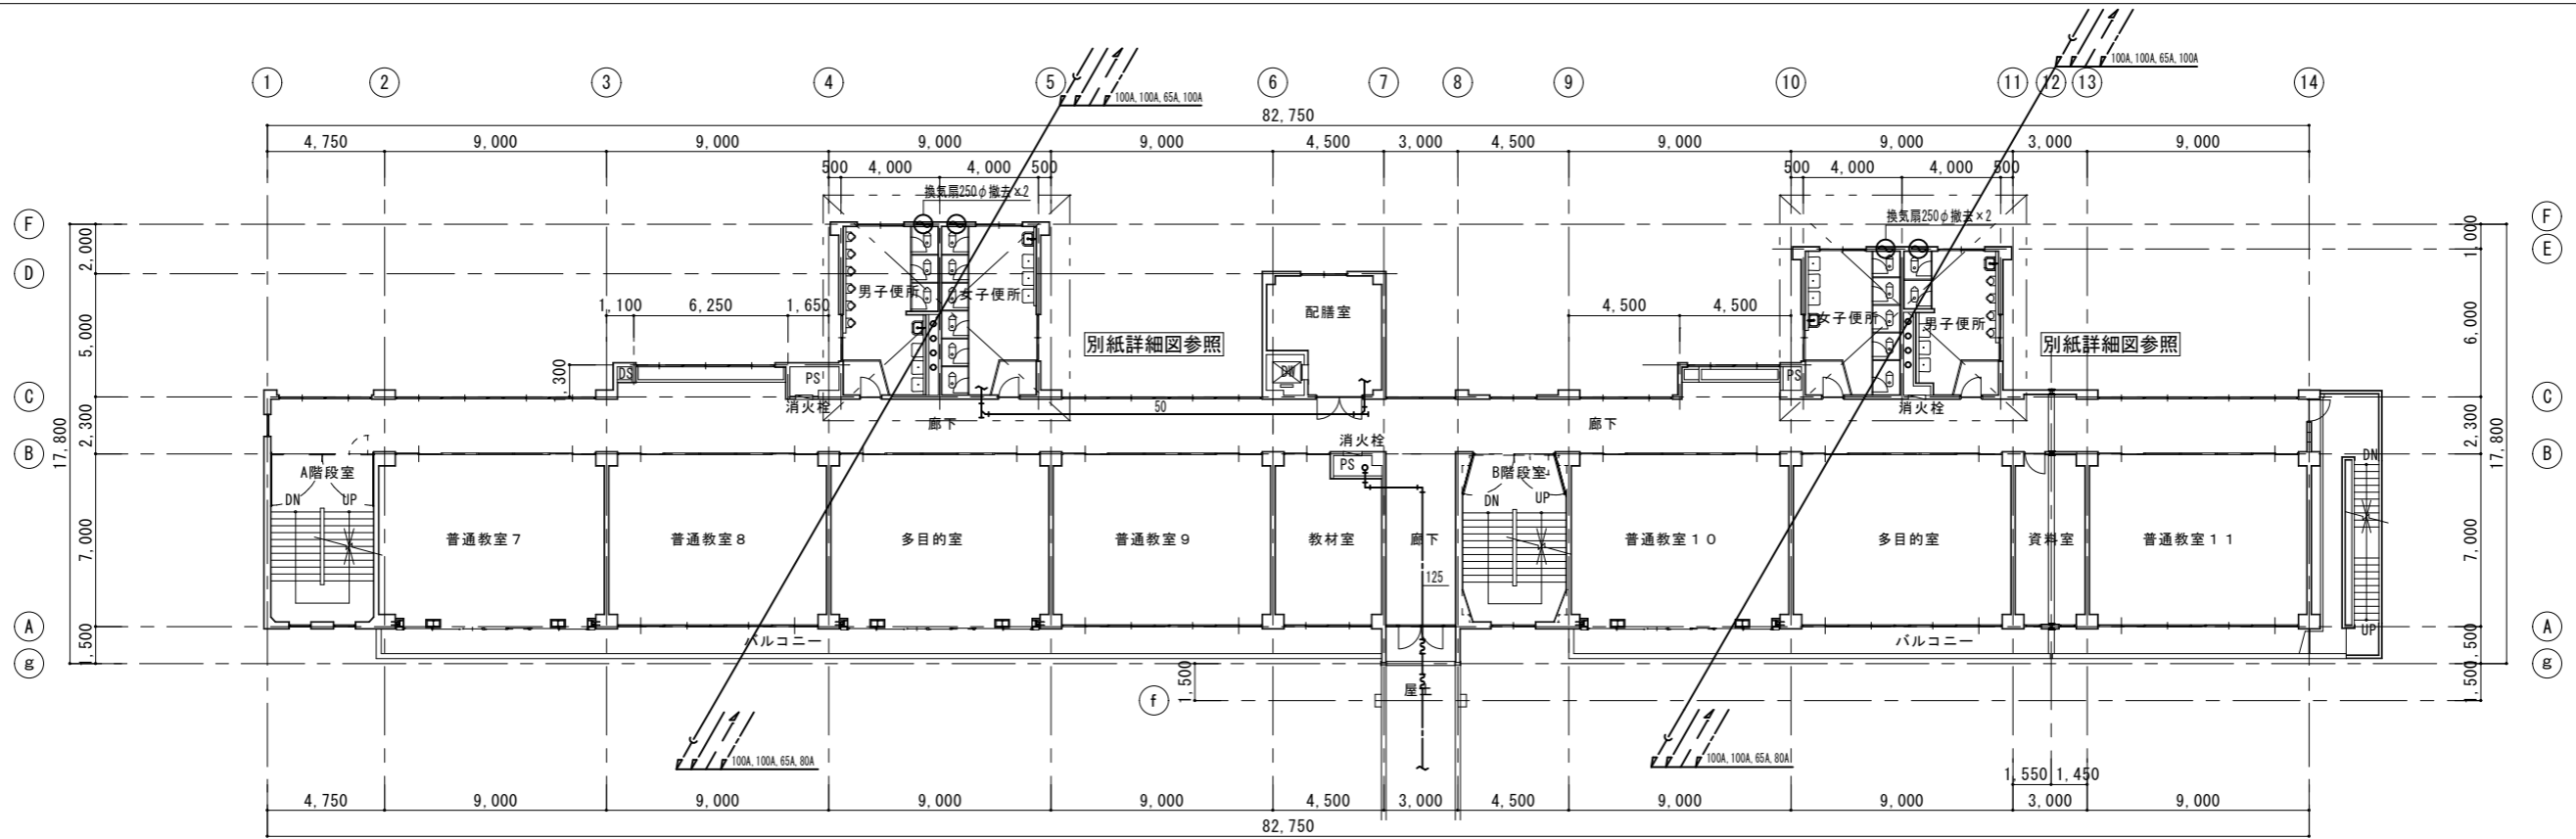 100A, 100A, 65A, 100A
100A, 100A, 65A, 100A
1 2 3 4 5 6 7 8 9 10 11 12 13 14
82,750
4,750 9,000 9,000 9,000 9,000 4,500 3,000 4,500 9,000 9,000 3,000 9,000
500 4,000 4,000 500 500 4,000 4,000 500
換気扇250φ撤去×2
換気扇250φ撤去×2
F F
E
D
2,000 1,000
男子便所 女子便所 配膳室 女子便所 男子便所
1,100 6,250 1,650 4,500 4,500
5,000 6,000
別紙詳細図参照 別紙詳細図参照
,300 DS PS DW PS
C C
消火栓 50 消火栓
廊下 廊下
17,800 2,300 2,300 17,800
消火栓
B B
A階段室 PS B階段室 DN
DN UP DN UP
7,000 普通教室7 普通教室8 多目的室 普通教室9 教材室 廊下 普通教室10 多目的室 資料室 普通教室11 7,000
125
A A
バルコニー バルコニー UP
1,500 1,500
g g
1,500 屋上 1,500
f
100A, 100A, 65A, 80A
100A, 100A, 65A, 80A
1,550 1,450
4,750 9,000 9,000 9,000 9,000 4,500 3,000 4,500 9,000 9,000 3,000 9,000
82,750